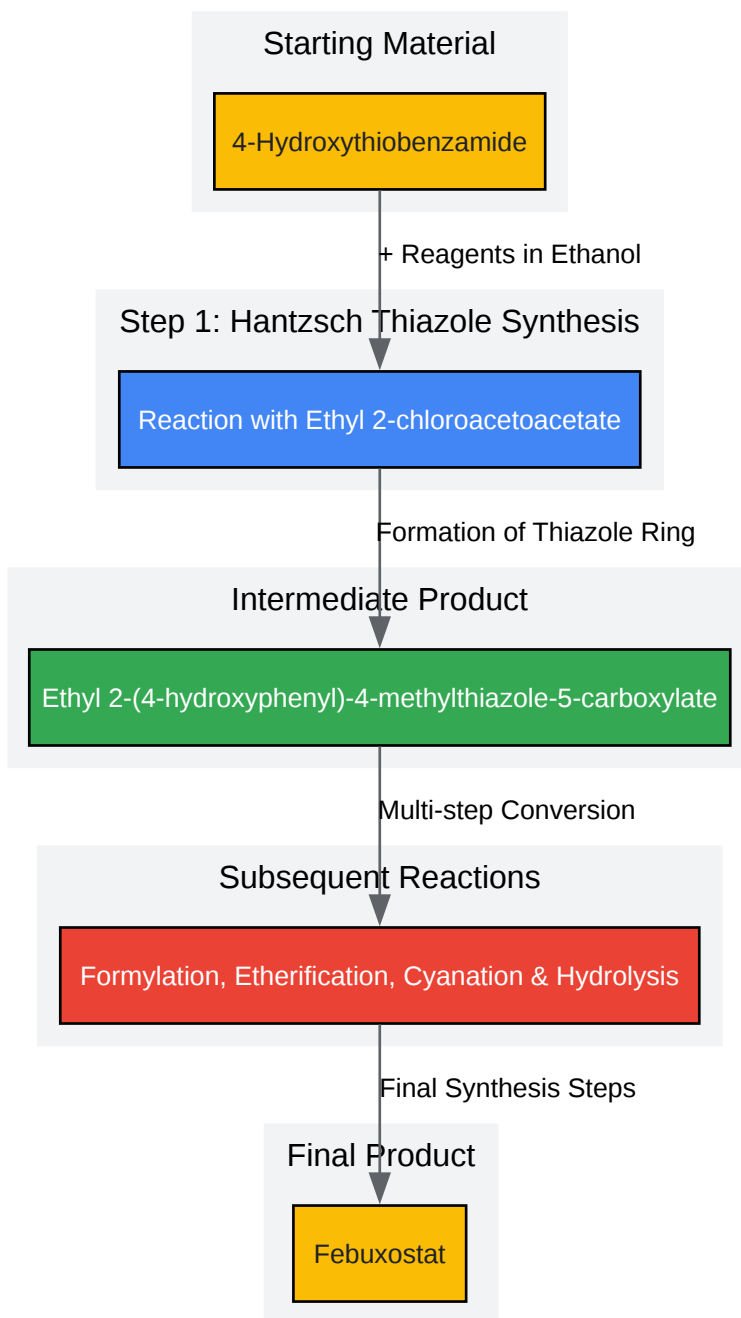 Starting Material
4-Hydroxythiobenzamide
+ Reagents in Ethanol
Step 1: Hantzsch Thiazole Synthesis
Reaction with Ethyl 2-chloroacetoacetate
Formation of Thiazole Ring
Intermediate Product
Ethyl 2-(4-hydroxyphenyl)-4-methylthiazole-5-carboxylate
Multi-step Conversion
Subsequent Reactions
Formylation, Etherification, Cyanation & Hydrolysis
Final Synthesis Steps
Final Product
Febuxostat